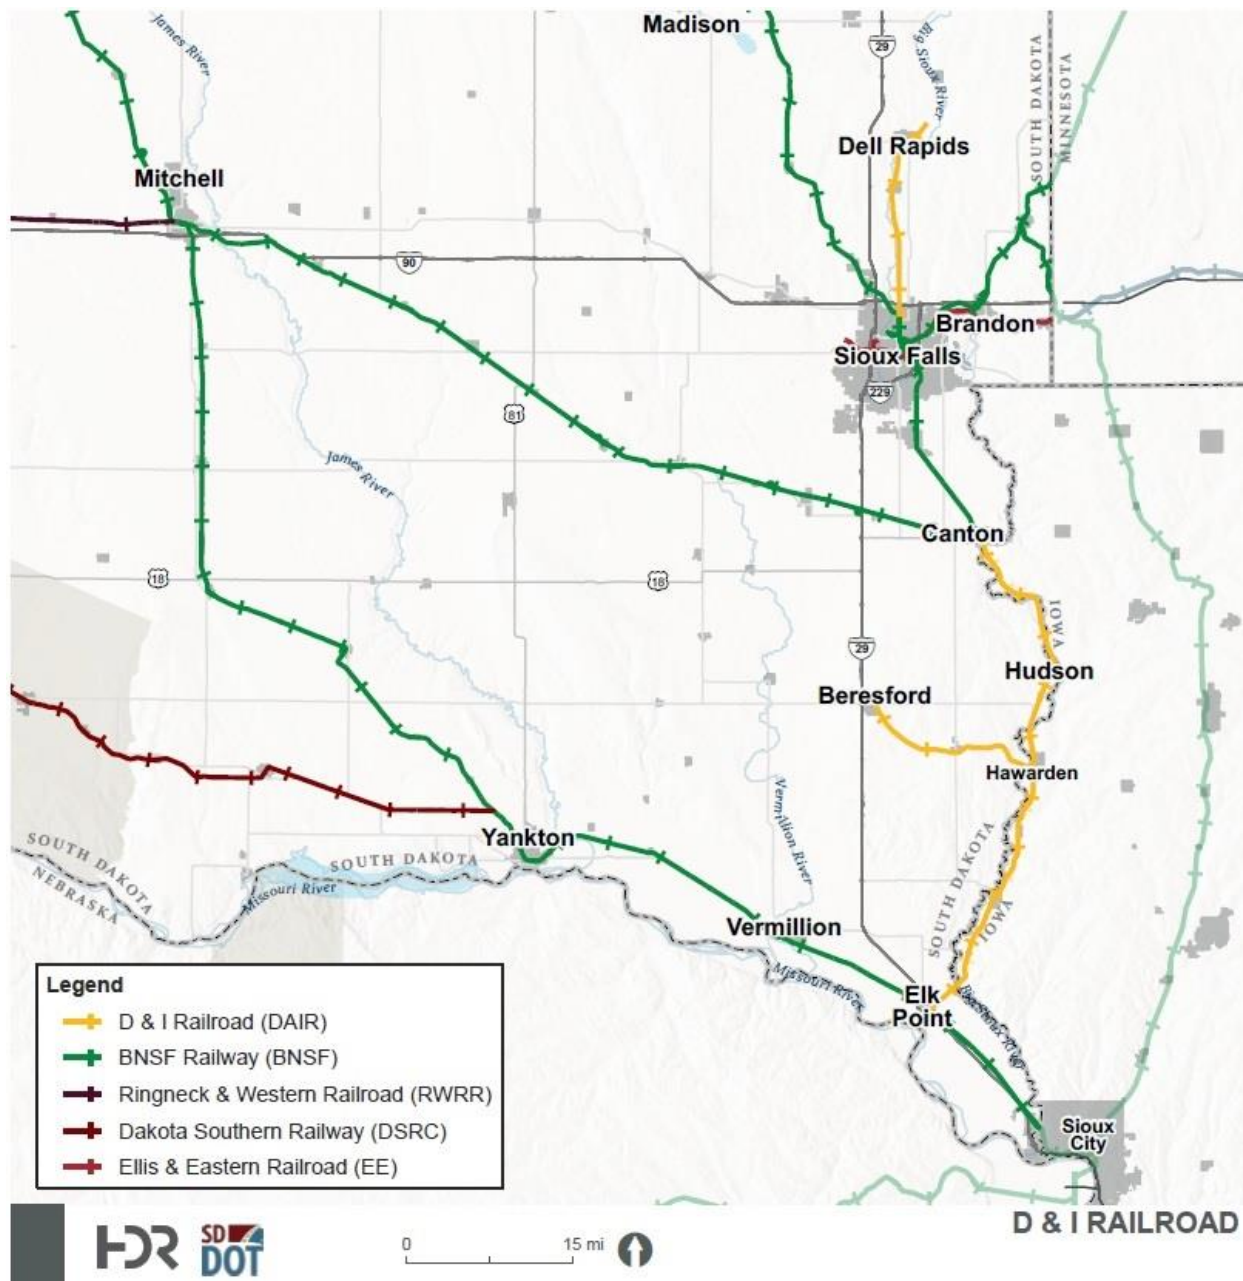 Madison
James River
29
Big Sioux River
SOUTH DAKOTA
MINNESOTA
Dell Rapids
Mitchell
90
Brandon
Sioux Falls
229
81
James River
Canton
18
18
IOWA
29
Hudson
Beresford
Hawarden
Vermillion River
Yankton
SOUTH DAKOTA
NEBRASKA
SOUTH DAKOTA
Missouri River
SOUTH DAKOTA
IOWA
Vermillion
Missouri River
Elk
Point
Big Sioux River
Sioux
City
Legend
D & I Railroad (DAIR)
BNSF Railway (BNSF)
Ringneck & Western Railroad (RWRR)
Dakota Southern Railway (DSRC)
Ellis & Eastern Railroad (EE)
HDR
SD
DOT
0 15 mi
D & I RAILROAD